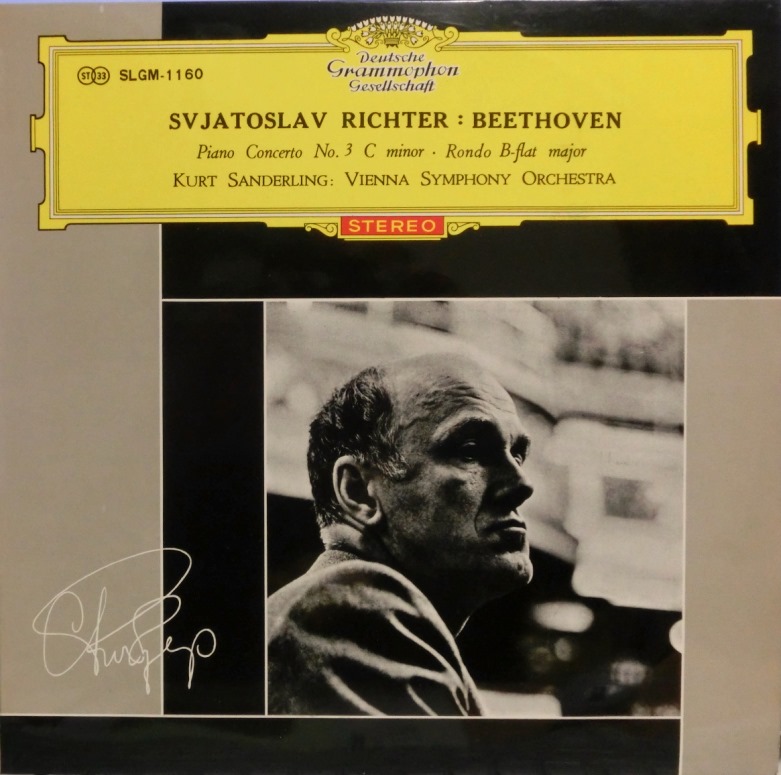 ST 33 SLGM-1160
Deutsche
Grammophon
Gesellschaft
SVJATOSLAV RICHTER : BEETHOVEN
Piano Concerto No. 3 C minor · Rondo B-flat major
KURT SANDERLING: VIENNA SYMPHONY ORCHESTRA
STEREO